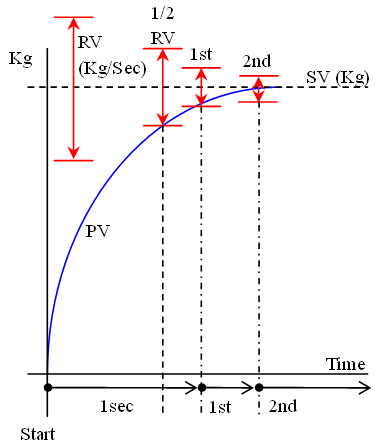 1/2
RV
RV
(Kg/Sec)
Kg
1st
2nd
SV (Kg)
PV
Time
1sec
1st
2nd
Start